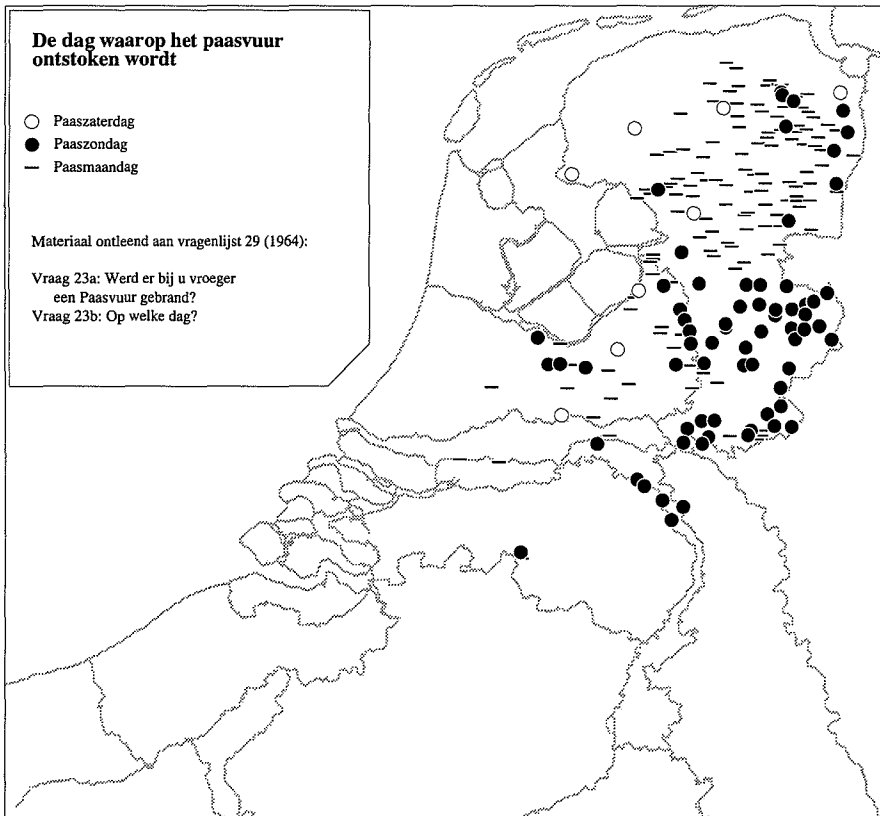 De dag waarop het paasvuur
ontstoken wordt
Paaszaterdag
Paaszondag
Paasmaandag
Materiaal ontleend aan vragenlijst 29 (1964):
Vraag 23a: Werd er bij u vroeger
een Paasvuur gebrand?
Vraag 23b: Op welke dag?